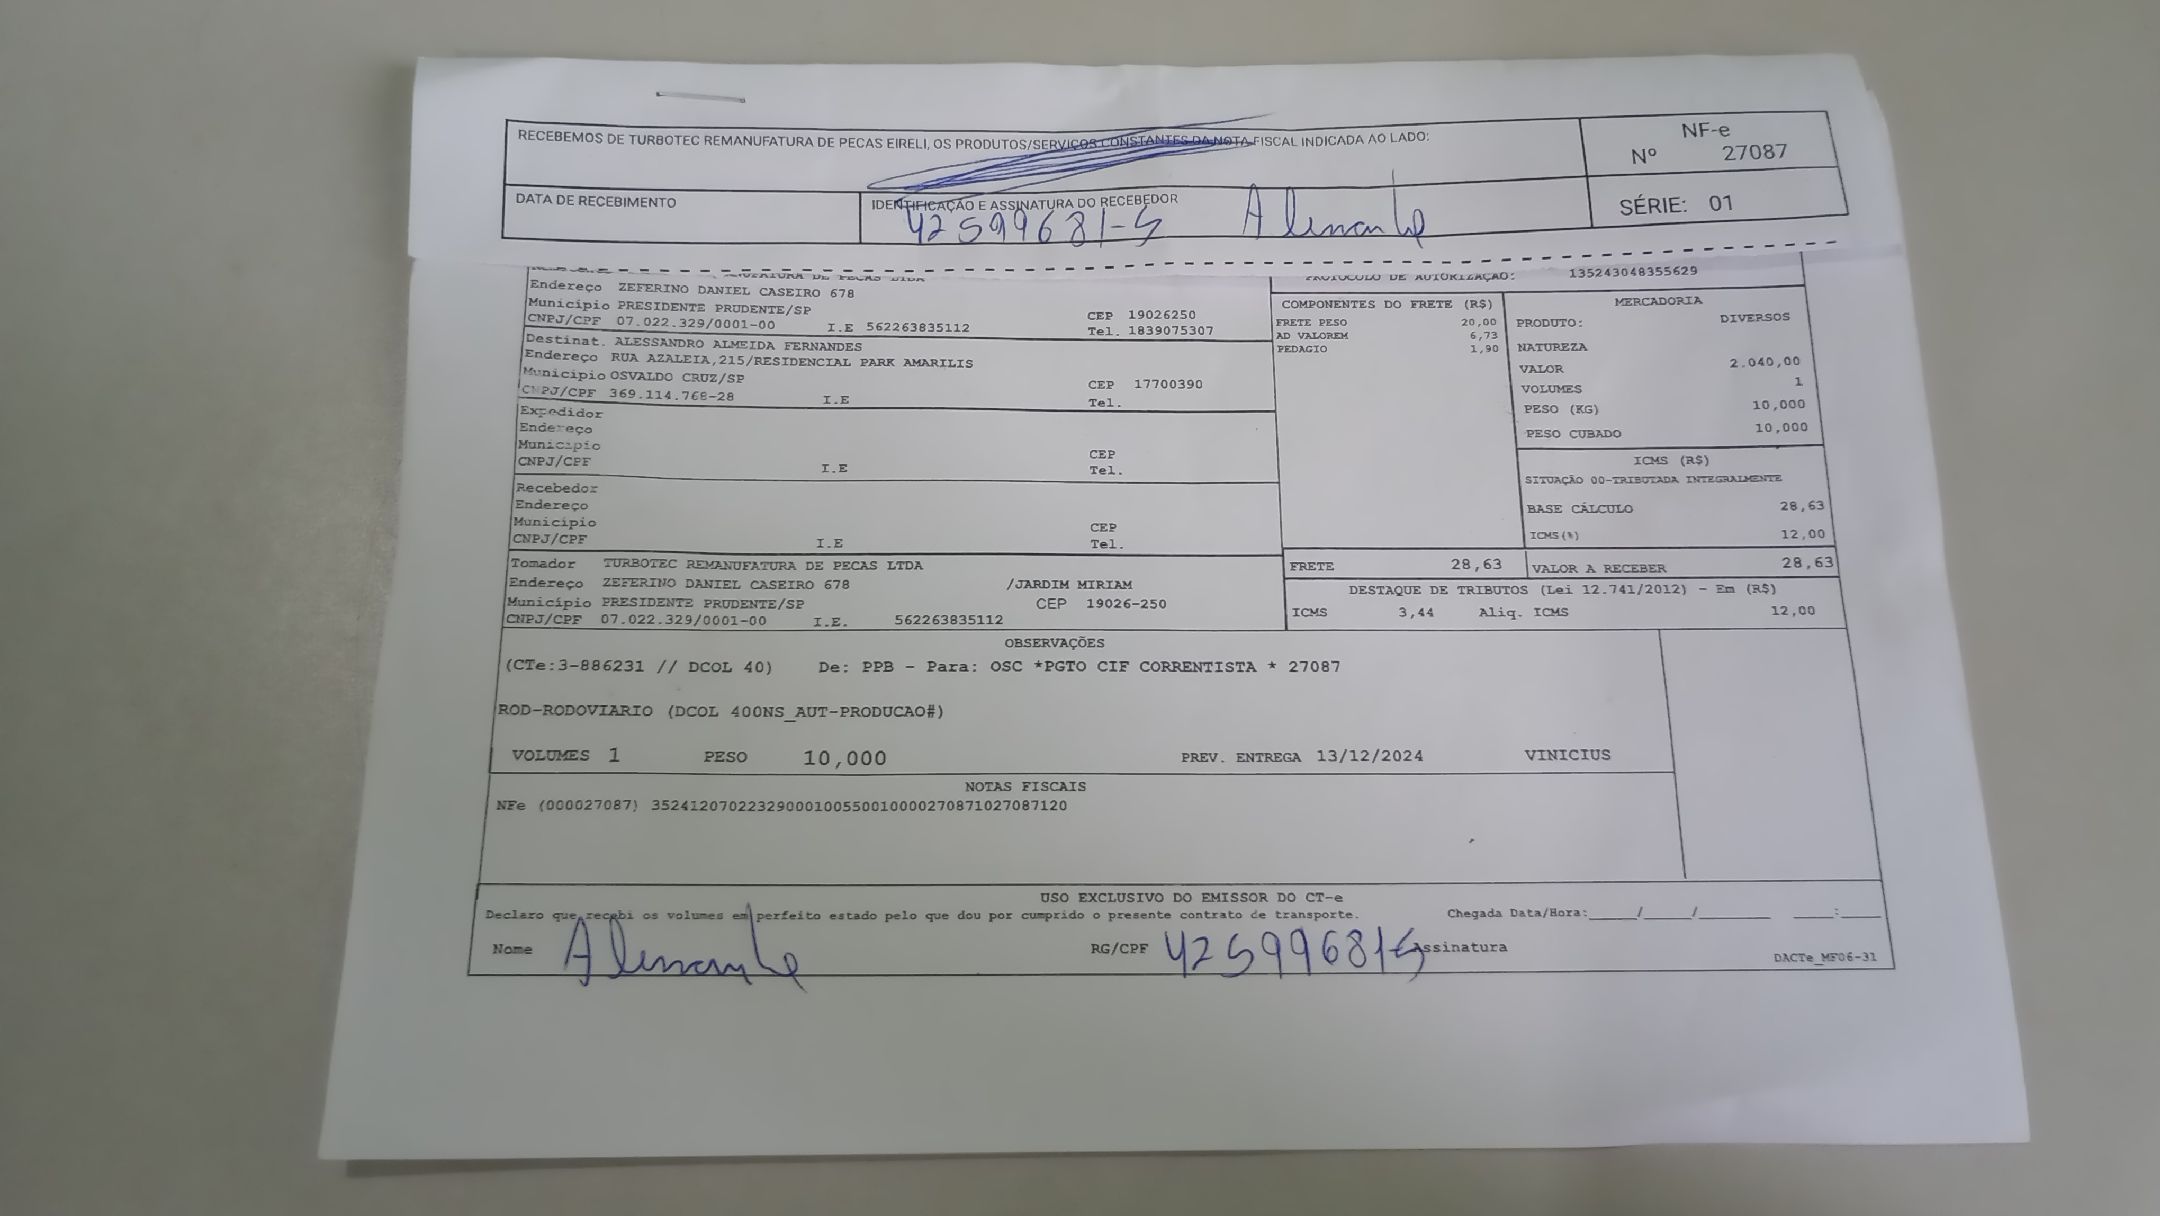 RECEBEMOS DE TURBOTEC REMANUFATURA DE PECAS EIRELI, OS PRODUTOS/SERVIÇOS CONSTANTES DA NOTA FISCAL INDICADA AO LADO:
NF-e
Nº 27087
SÉRIE: 01
DATA DE RECEBIMENTO
IDENTIFICAÇÃO E ASSINATURA DO RECEBEDOR
42599681-5
DE PECAS LTDA
Endereço ZEFERINO DANIEL CASEIRO 678
Município PRESIDENTE PRUDENTE/SP CEP 19026250
CNPJ/CPF 07.022.329/0001-00 I.E 562263835112 Tel. 1839075307
Destinat. ALESSANDRO ALMEIDA FERNANDES
Endereço RUA AZALEIA,215/RESIDENCIAL PARK AMARILIS
Município OSVALDO CRUZ/SP CEP 17700390
CNPJ/CPF 369.114.768-28 I.E Tel.
Expedidor
Endereço
Município CEP
CNPJ/CPF I.E Tel.
Recebedor
Endereço
Município CEP
CNPJ/CPF I.E Tel.
Tomador TURBOTEC REMANUFATURA DE PECAS LTDA
Endereço ZEFERINO DANIEL CASEIRO 678 /JARDIM MIRIAM
Município PRESIDENTE PRUDENTE/SP CEP 19026-250
CNPJ/CPF 07.022.329/0001-00 I.E. 562263835112
PROTOCOLO DE AUTORIZAÇÃO: 135243048355629
COMPONENTES DO FRETE (R$)
FRETE PESO 20,00
AD VALOREM 6,73
PEDAGIO 1,90
MERCADORIA
PRODUTO: DIVERSOS
NATUREZA
VALOR 2.040,00
VOLUMES 1
PESO (KG) 10,000
PESO CUBADO 10,000
ICMS (R$)
SITUAÇÃO 00-TRIBUTADA INTEGRALMENTE
BASE CÁLCULO 28,63
ICMS(%) 12,00
FRETE 28,63 VALOR A RECEBER 28,63
DESTAQUE DE TRIBUTOS (Lei 12.741/2012) - Em (R$)
ICMS 3,44 Aliq. ICMS 12,00
OBSERVAÇÕES
(CTe:3-886231 // DCOL 40) De: PPB - Para: OSC *PGTO CIF CORRENTISTA * 27087
ROD-RODOVIARIO (DCOL 400NS_AUT-PRODUCAO#)
VOLUMES 1 PESO 10,000 PREV. ENTREGA 13/12/2024 VINICIUS
NOTAS FISCAIS
NFe (000027087) 35241207022329000100550010000270871027087120
USO EXCLUSIVO DO EMISSOR DO CT-e
Declaro que recebi os volumes em perfeito estado pelo que dou por cumprido o presente contrato de transporte. Chegada Data/Hora:____/____/______ ____:____
Nome RG/CPF 425996815 Assinatura
DACTe_MF06-31